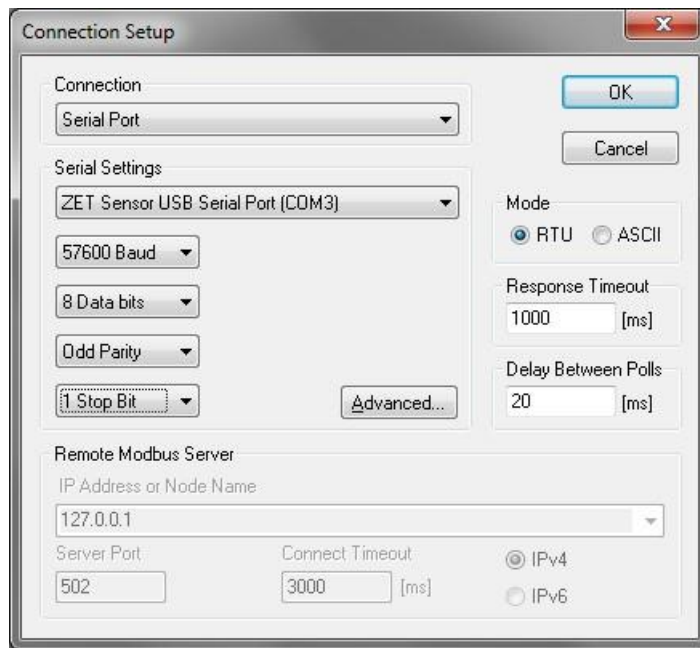 Connection Setup
Connection
Serial Port
OK
Cancel
Serial Settings
ZET Sensor USB Serial Port (COM3)
57600 Baud
8 Data bits
Odd Parity
1 Stop Bit
Advanced...
Mode
RTU ASCII
Response Timeout
1000 [ms]
Delay Between Polls
20 [ms]
Remote Modbus Server
IP Address or Node Name
127.0.0.1
Server Port Connect Timeout
502 3000 [ms]
IPv4
IPv6